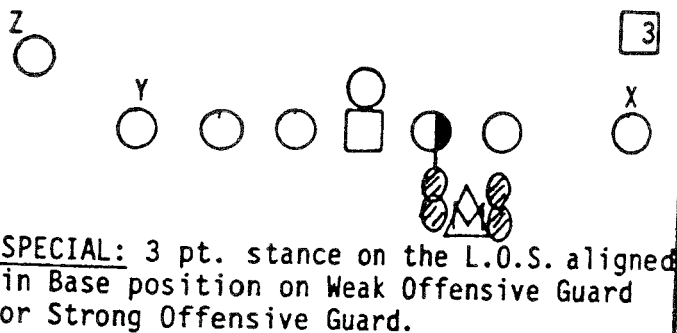 Z
3
Y
X
M
SPECIAL: 3 pt. stance on the L.O.S. aligned
in Base position on Weak Offensive Guard
or Strong Offensive Guard.